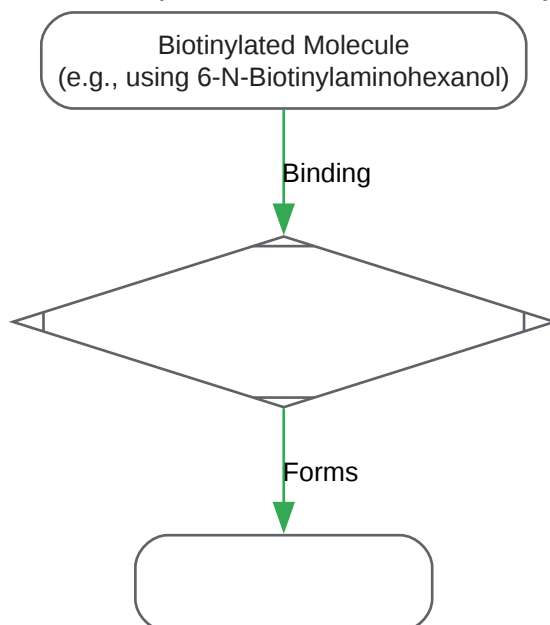 Biotinylated Molecule
(e.g., using 6-N-Biotinylaminohexanol)
Binding
Forms